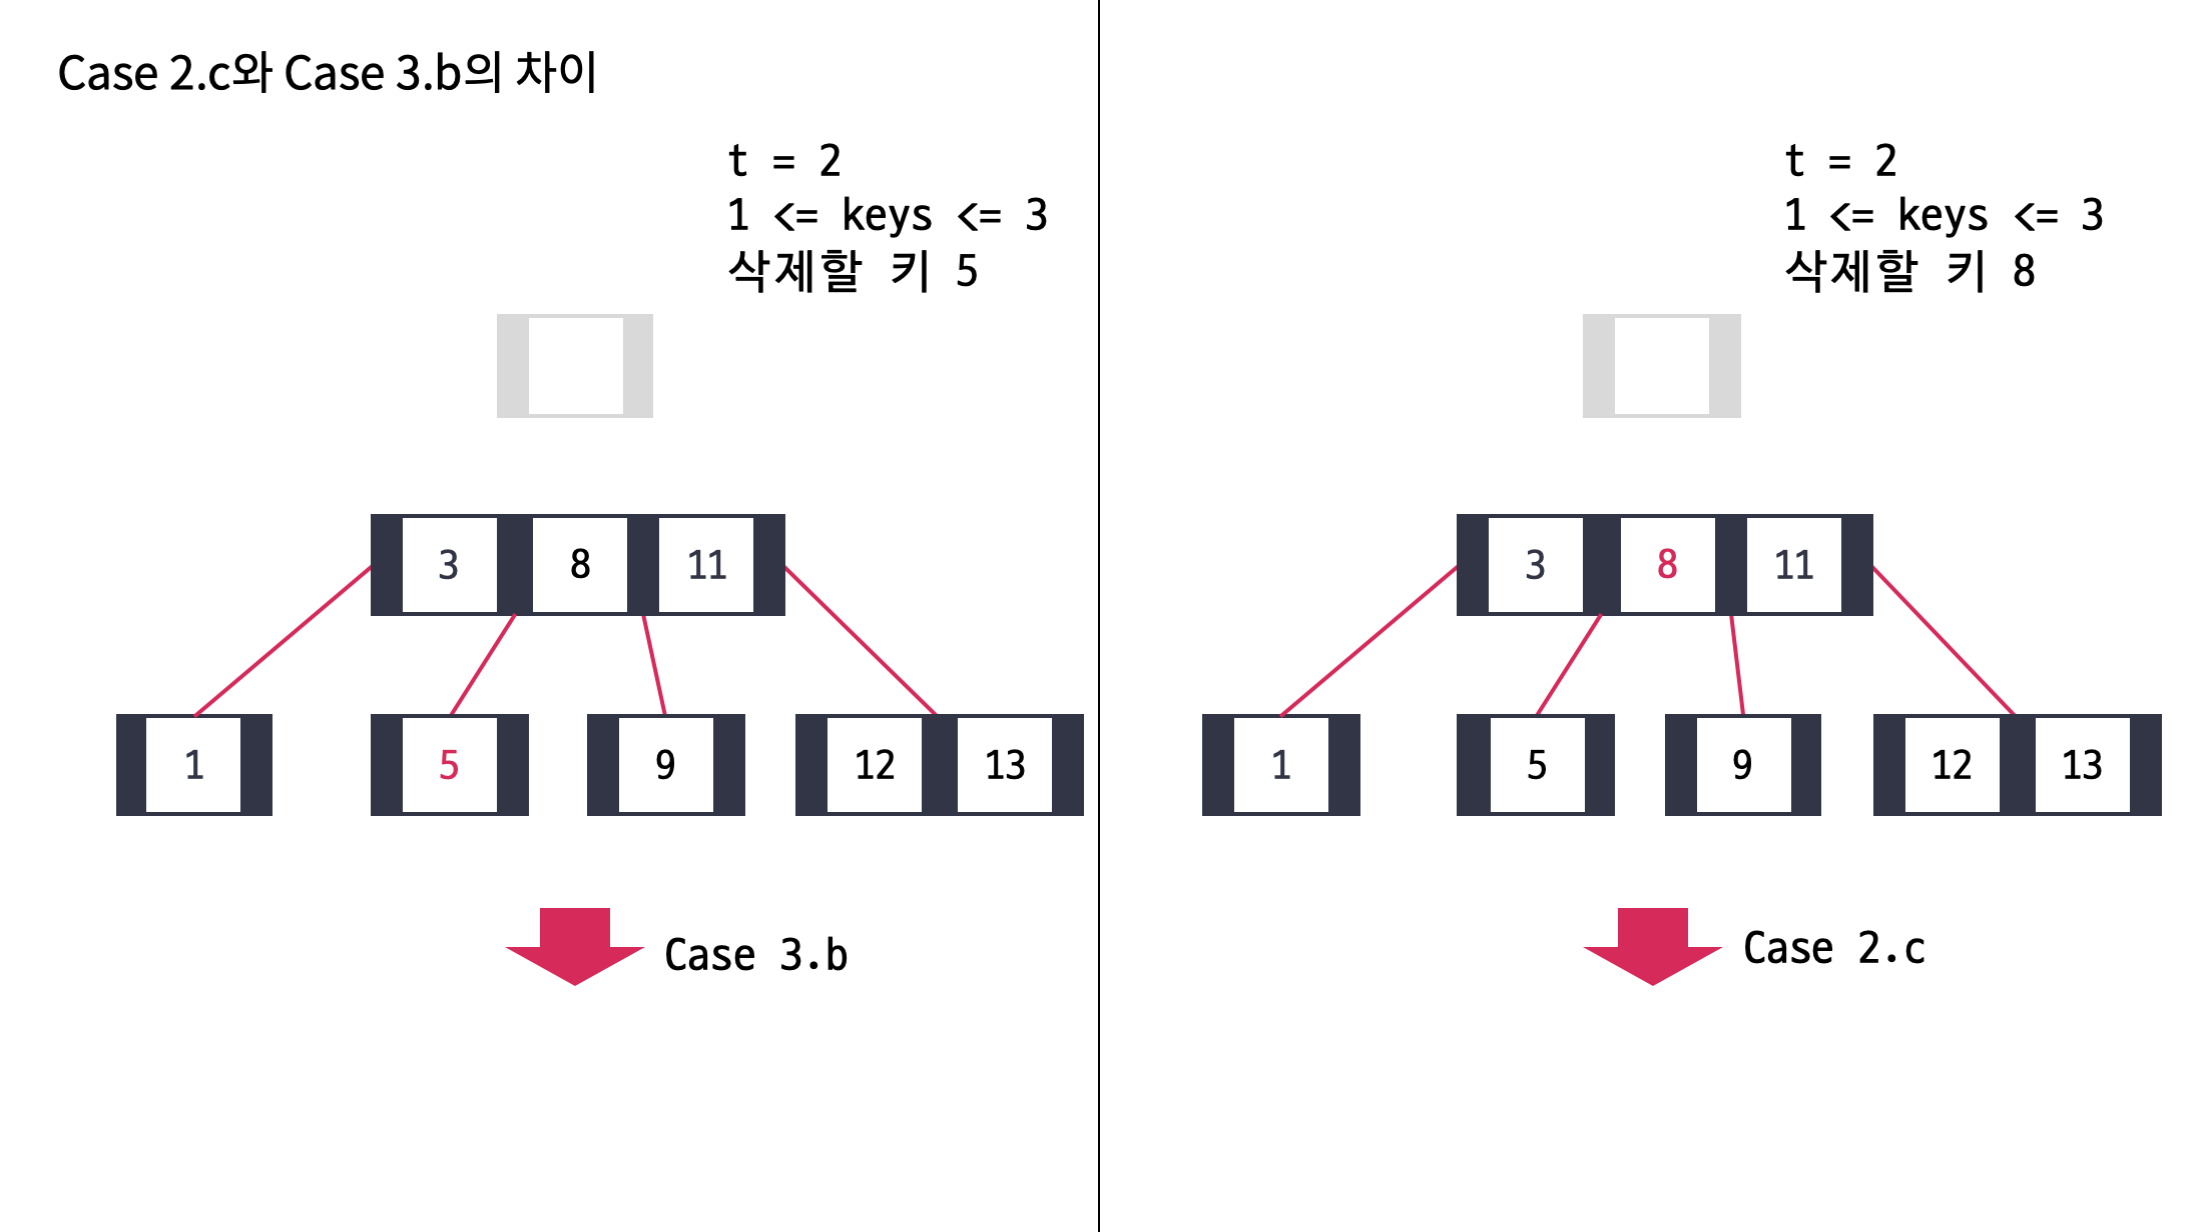 Case 2.c와 Case 3.b의 차이
t = 2
1 <= keys <= 3
삭제할 키 5
3 8 11
1 5 9 12 13
Case 3.b
t = 2
1 <= keys <= 3
삭제할 키 8
3 8 11
1 5 9 12 13
Case 2.c